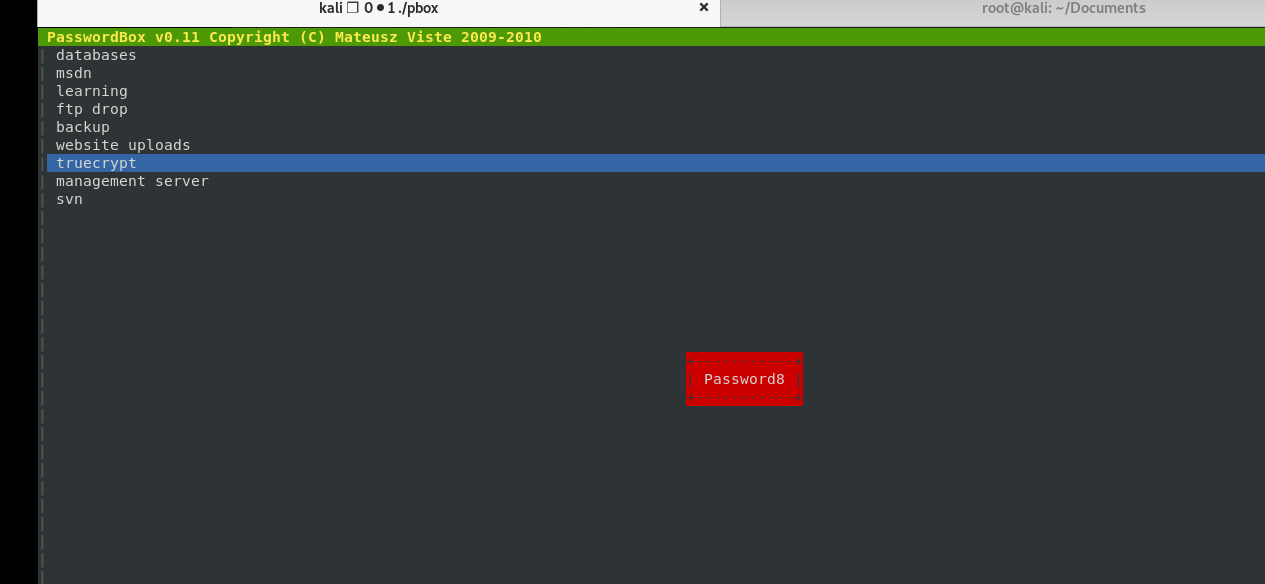 kali ❐ 0 ● 1 ./pbox × root@kali: ~/Documents
PasswordBox v0.11 Copyright (C) Mateusz Viste 2009-2010
databases
msdn
learning
ftp drop
backup
website uploads
truecrypt
management server
svn
Password8